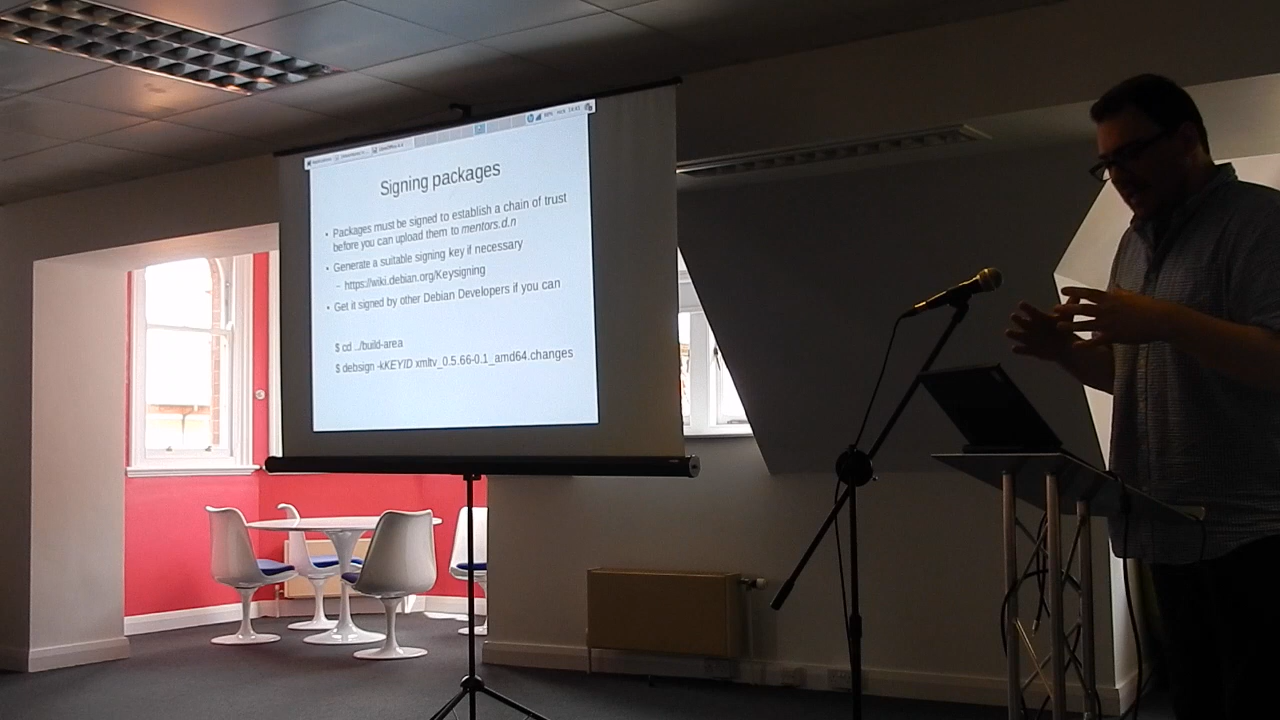 Signing packages
• Packages must be signed to establish a chain of trust
before you can upload them to mentors.d.n
• Generate a suitable signing key if necessary
– https://wiki.debian.org/Keysigning
• Get it signed by other Debian Developers if you can
$ cd ../build-area
$ debsign -kKEYID xmltv_0.5.66-0.1_amd64.changes